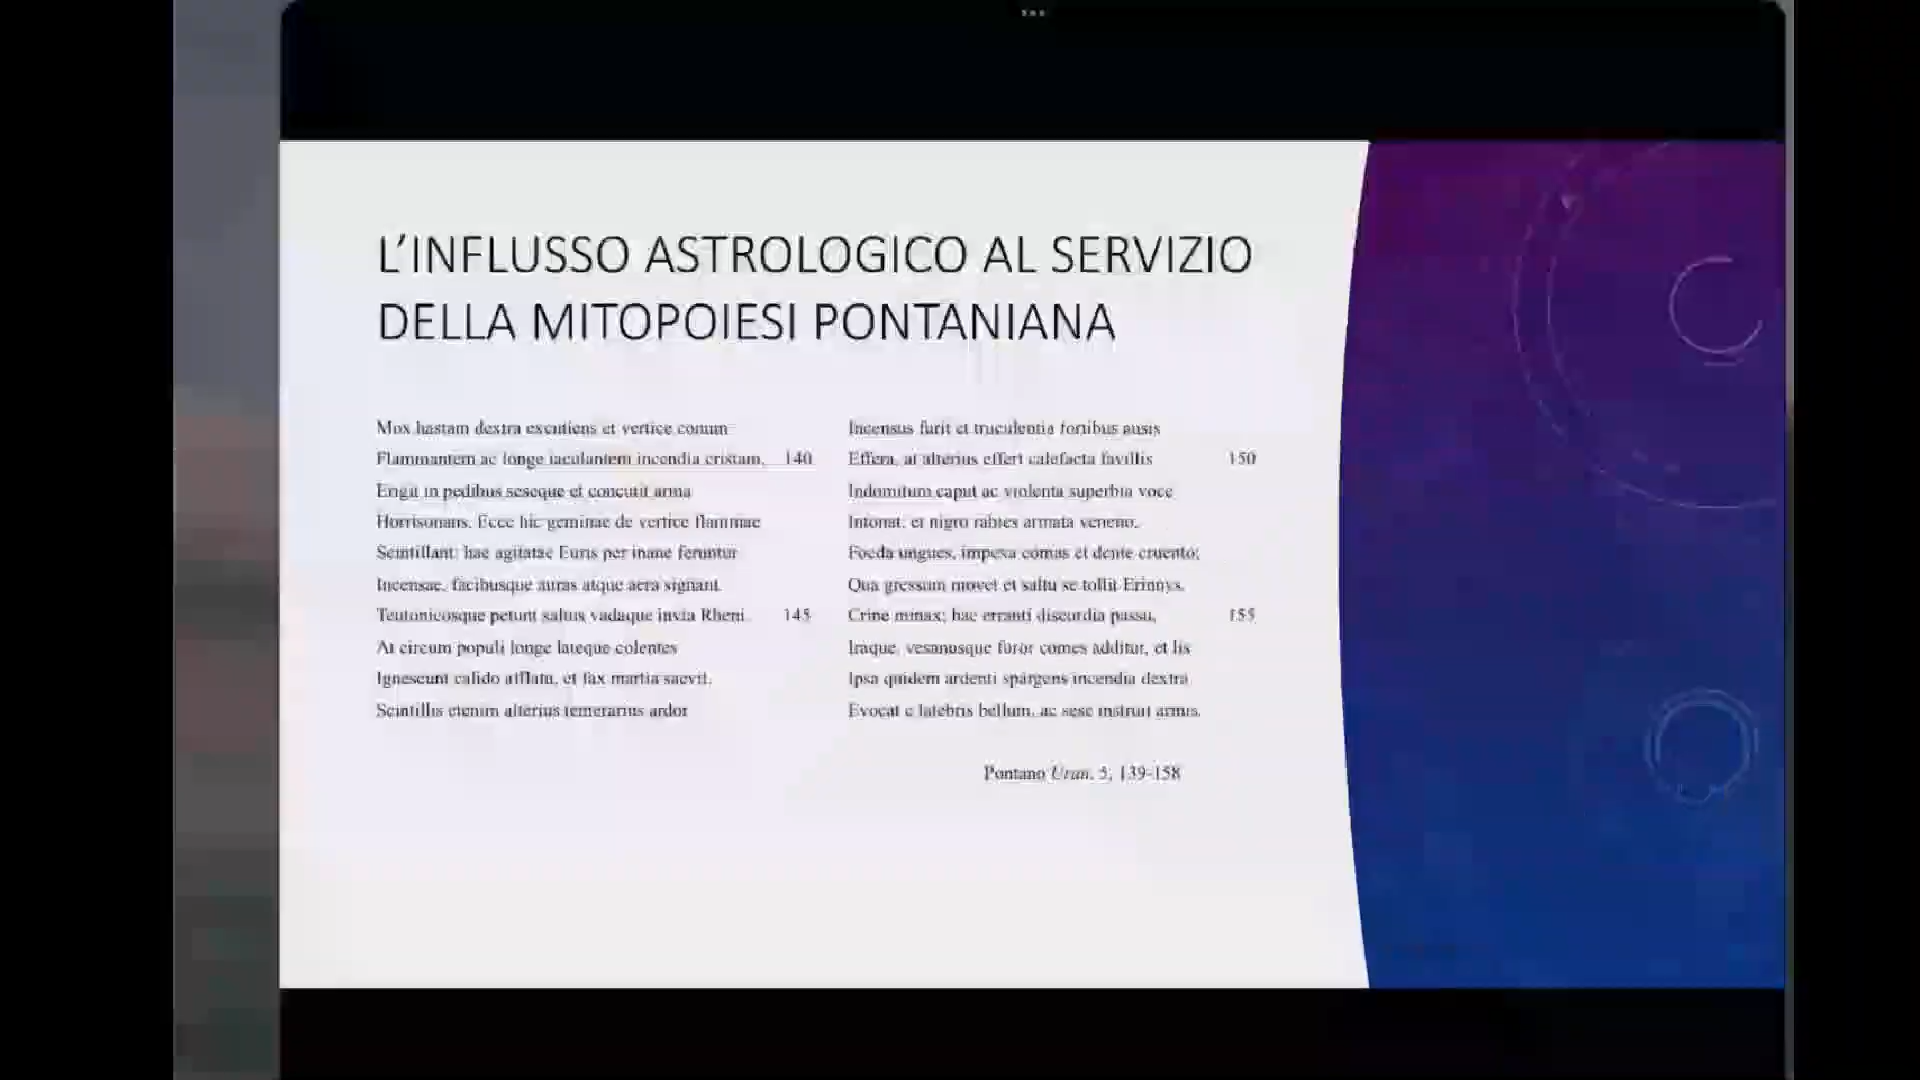 L'INFLUSSO ASTROLOGICO AL SERVIZIO
DELLA MITOPOIESI PONTANIANA
Mox hastam dextra excutiens et vertice conum
Flammantem ac longe iaculantem incendia cristam, 140
Erigit in pedibus seseque et concutit arma
Horrisonans. Ecce hic geminae de vertice flammae
Scintillant: hae agitatae Euris per inane feruntur
Incensae, facibusque auras atque aera signant
Teutonicosque petunt saltus vadaque invia Rheni. 145
At circum populi longe lateque colentes
Ignescunt calido afflatu, et fax martia saevit.
Scintillis etenim alterius temerarius ardor
Incensus furit et truculentia fortibus ausis
Effera, at alterius effert calefacta favillis 150
Indomitum caput ac violenta superbia voce
Intonat, et nigro rabies armata veneno,
Foeda ungues, impexa comas et dente cruento;
Qua gressum movet et saltu se tollit Erinnys,
Crine minax; hac erranti discordia passu, 155
Iraque, vesanusque furor comes additur, et lis
Ipsa quidem ardenti spargens incendia dextra
Evocat e latebris bellum, ac sese instruit armis.
Pontano Uran. 5, 139-158